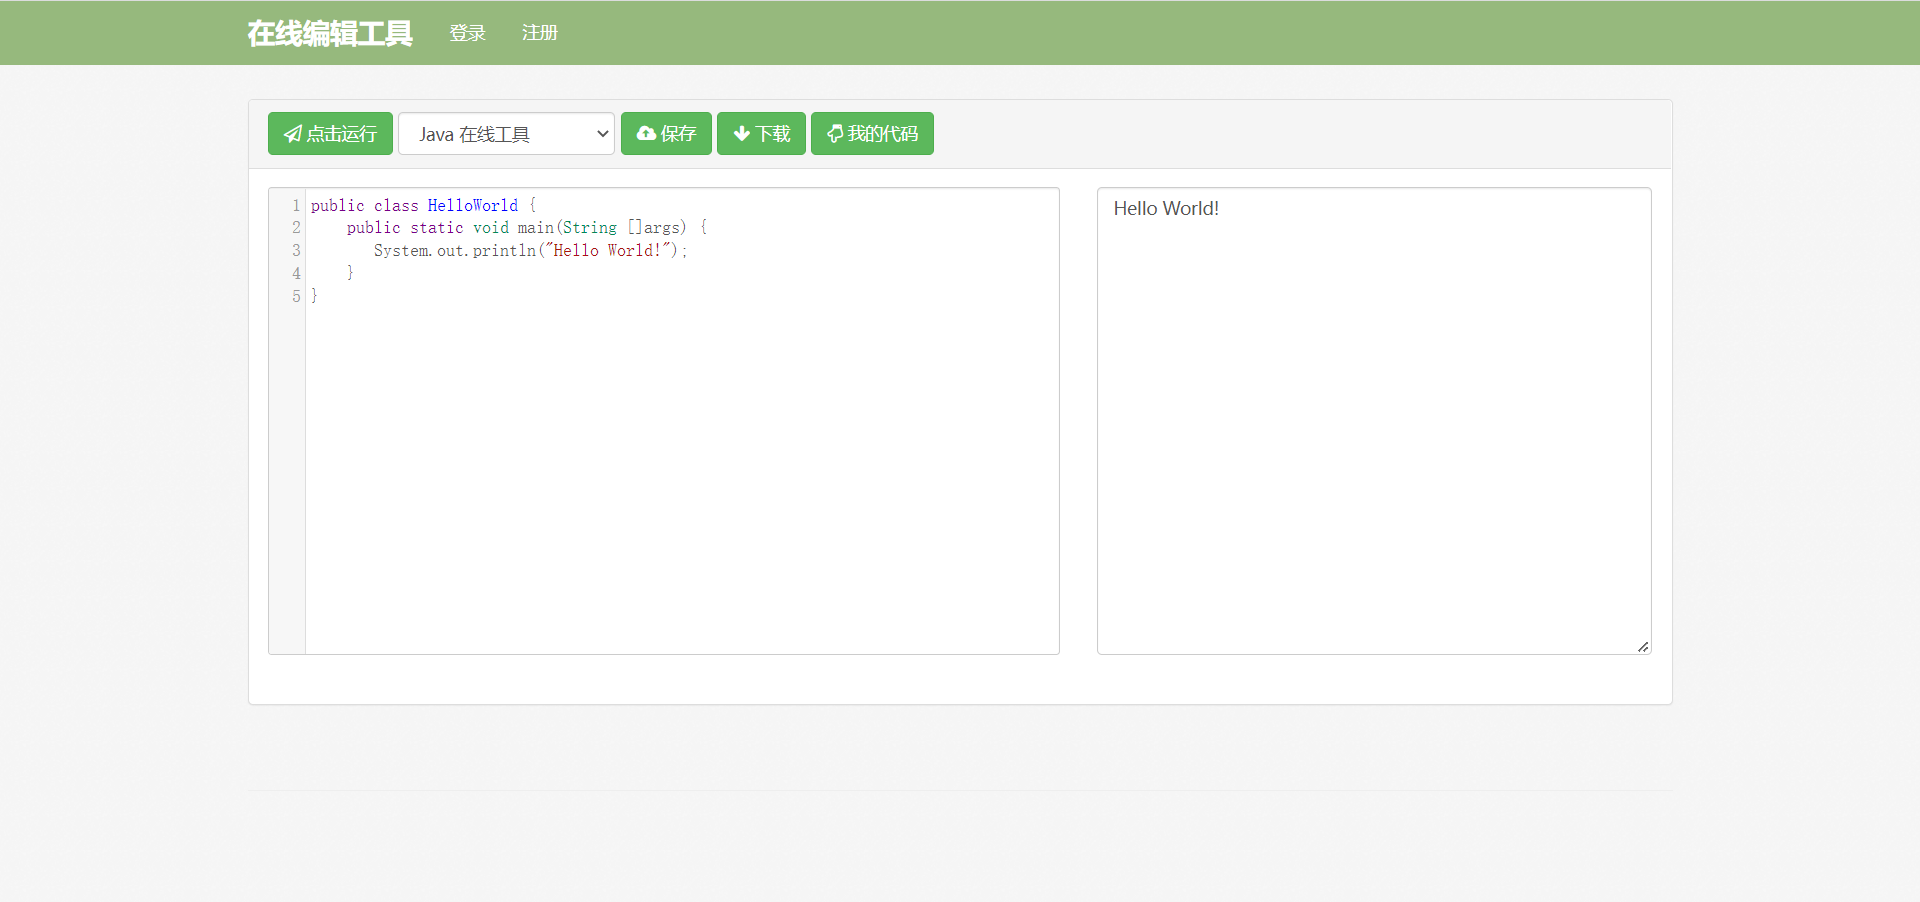 在线编辑工具 登录 注册
点击运行 Java 在线工具 保存 下载 我的代码
1 public class HelloWorld {
2     public static void main(String []args) {
3        System.out.println("Hello World!");
4     }
5 }
Hello World!